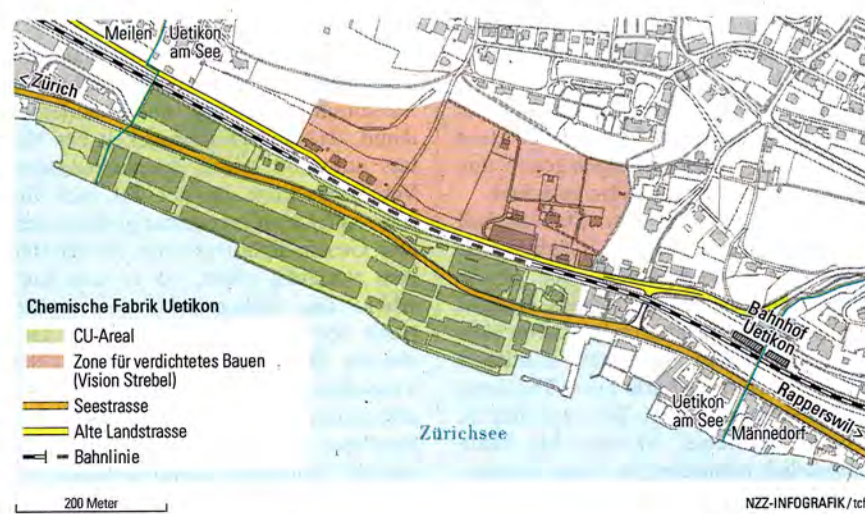 Meilen
Uetikon
am See
< Zürich
Bahnhof
Uetikon
Rapperswil >
Uetikon
am See
Männedorf
Zürichsee
Chemische Fabrik Uetikon
CU-Areal
Zone für verdichtetes Bauen
(Vision Strebel)
Seestrasse
Alte Landstrasse
Bahnlinie
200 Meter
NZZ-INFOGRAFIK/tcf